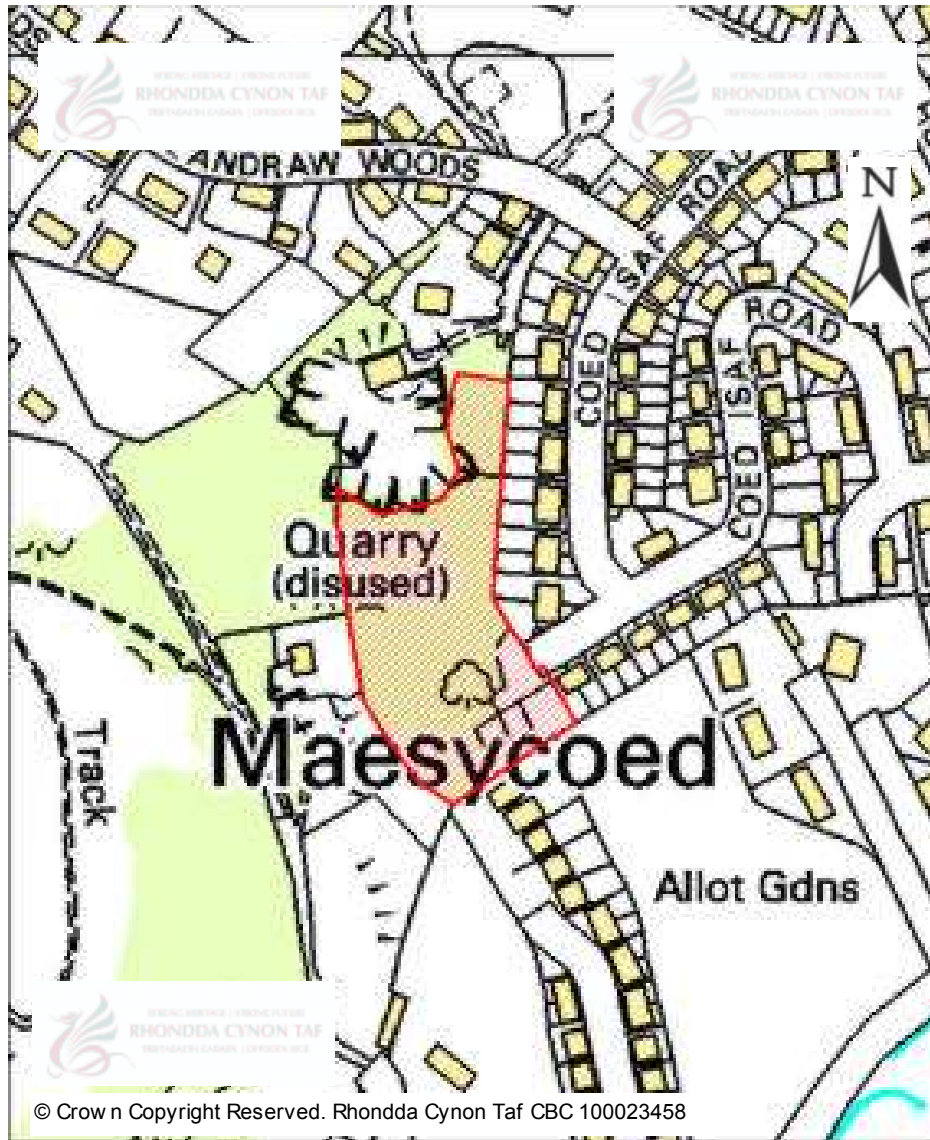 RHONDDA CYNON TAF
RHONDDA CYNON TAF
ANDRAW WOODS
N
COED ISAF ROAD
COED ISAF ROAD
Quarry
(disused)
Track
Maesycoed
Allot Gdns
RHONDDA CYNON TAF
© Crown Copyright Reserved. Rhondda Cynon Taf CBC 100023458